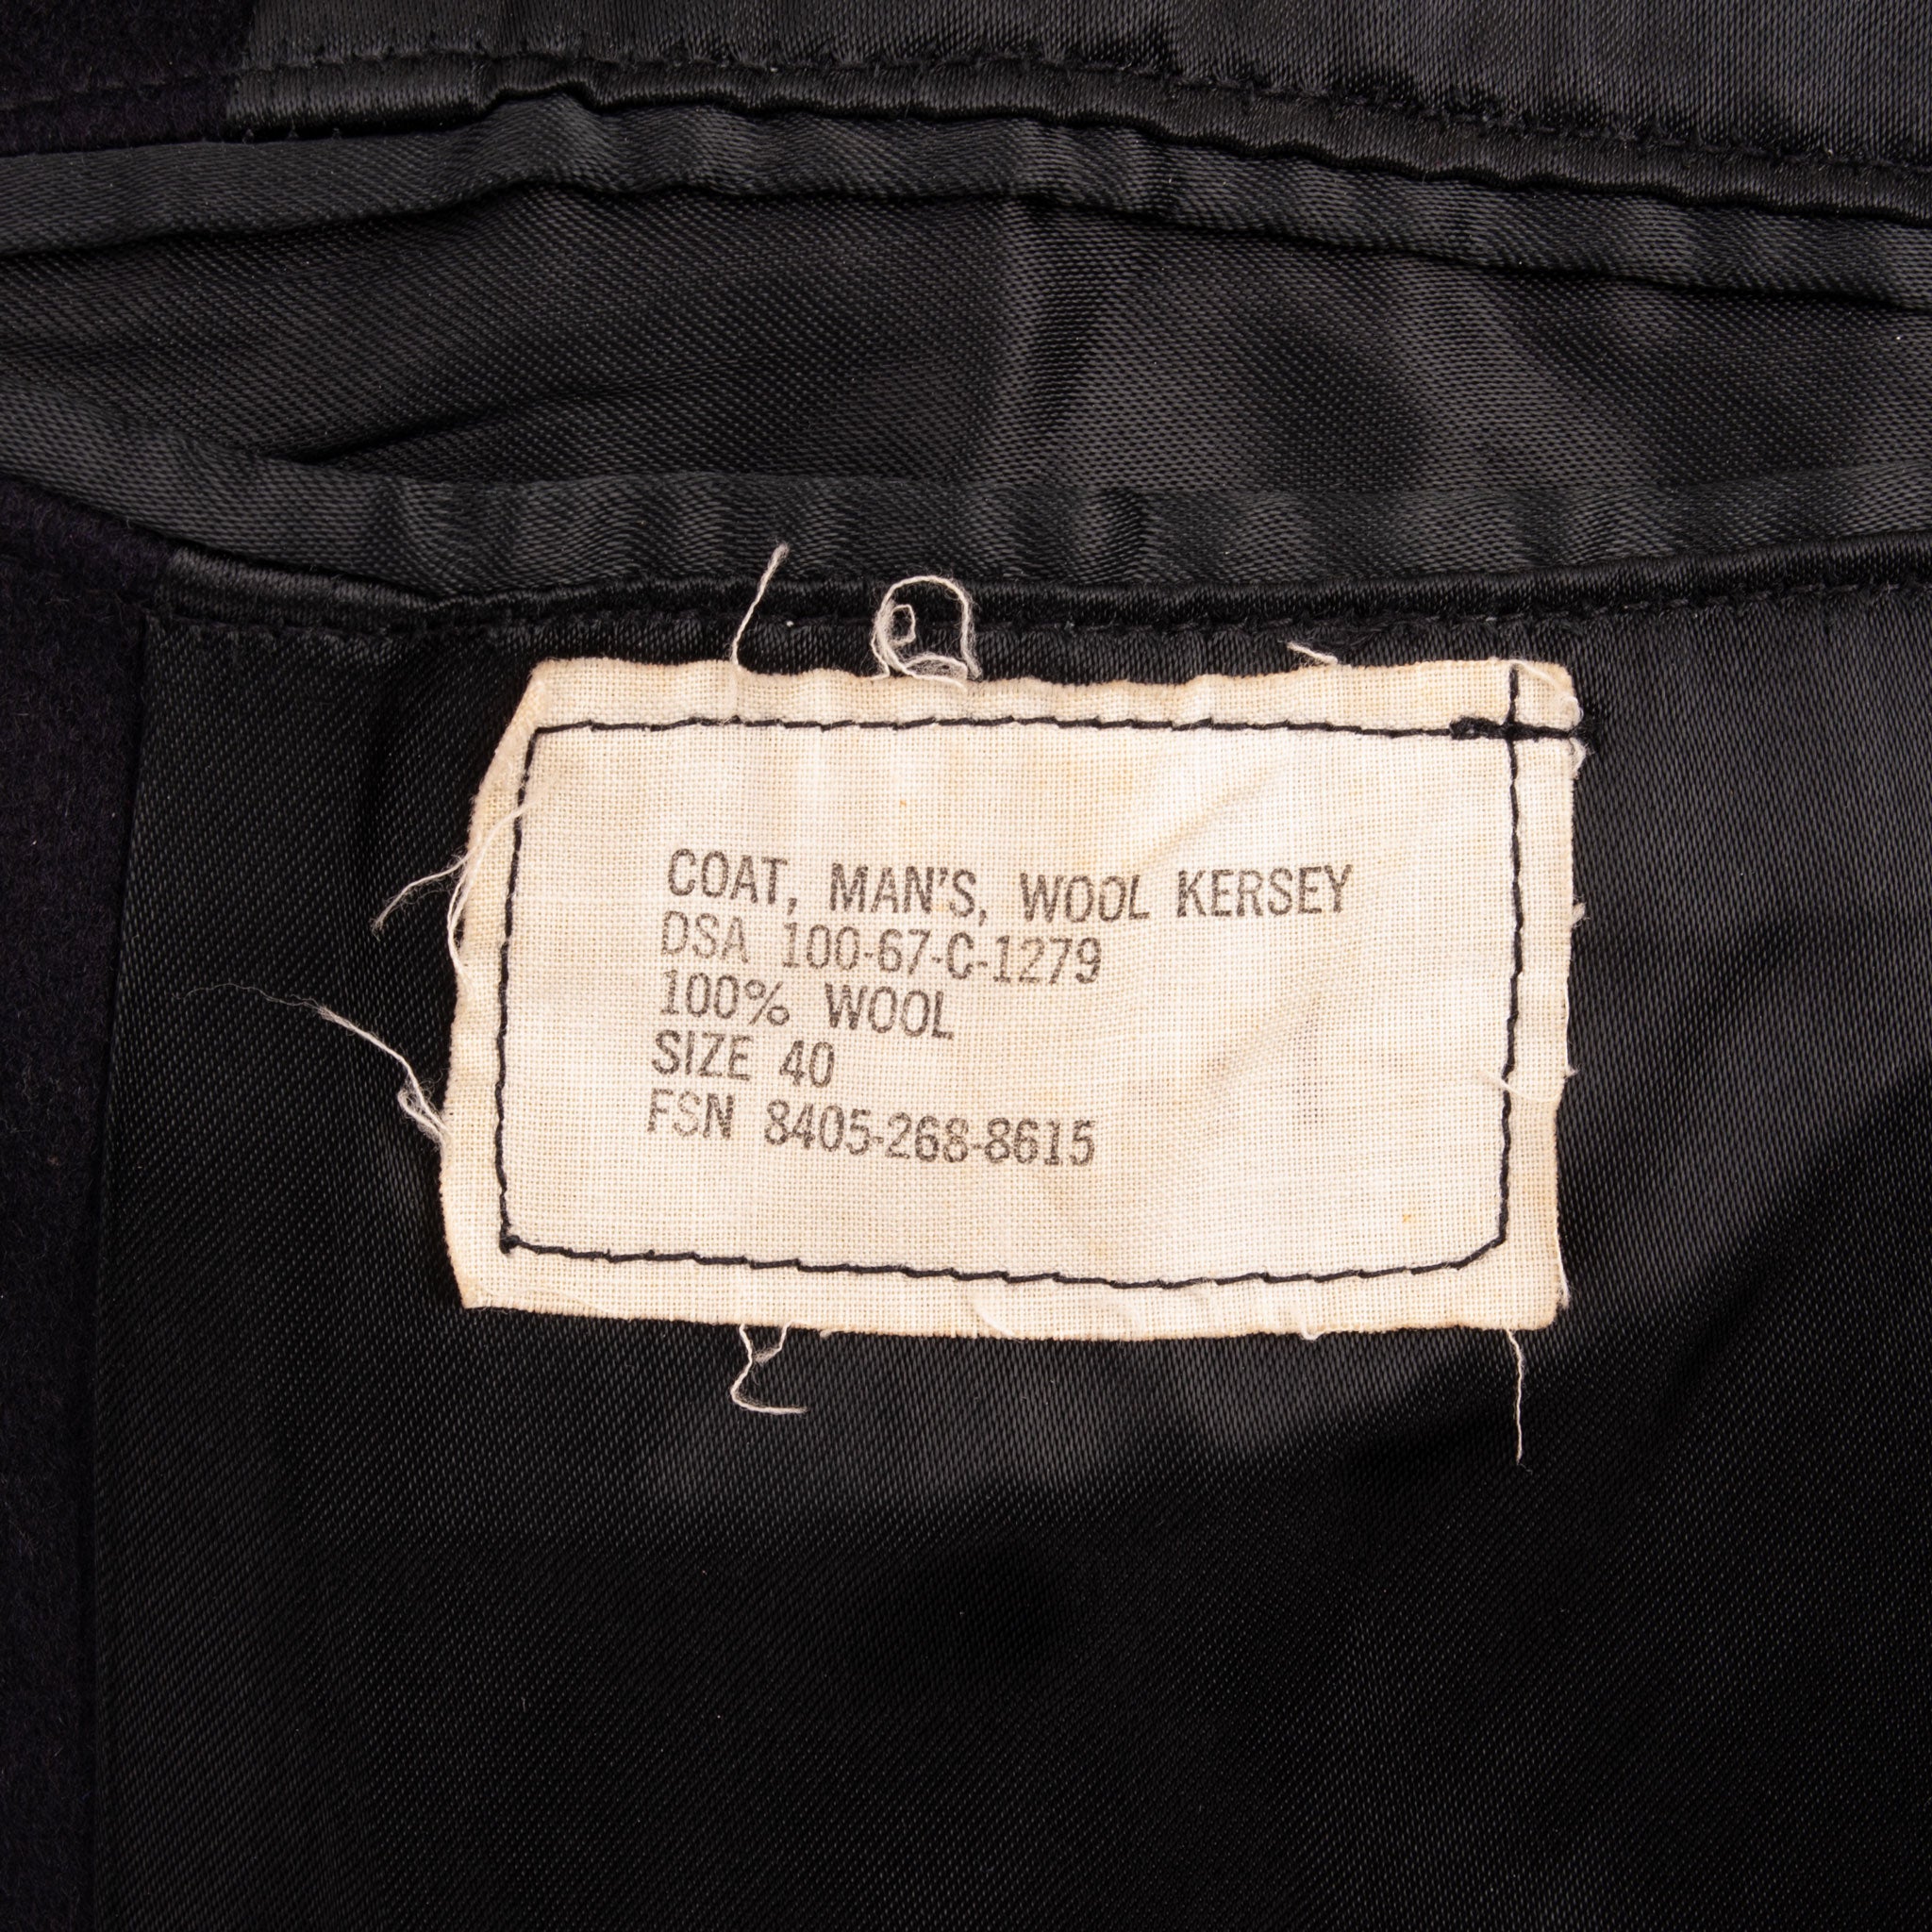 COAT, MAN'S, WOOL KERSEY
DSA 100-67-C-1279
100% WOOL
SIZE 40
FSN 8405-268-8615